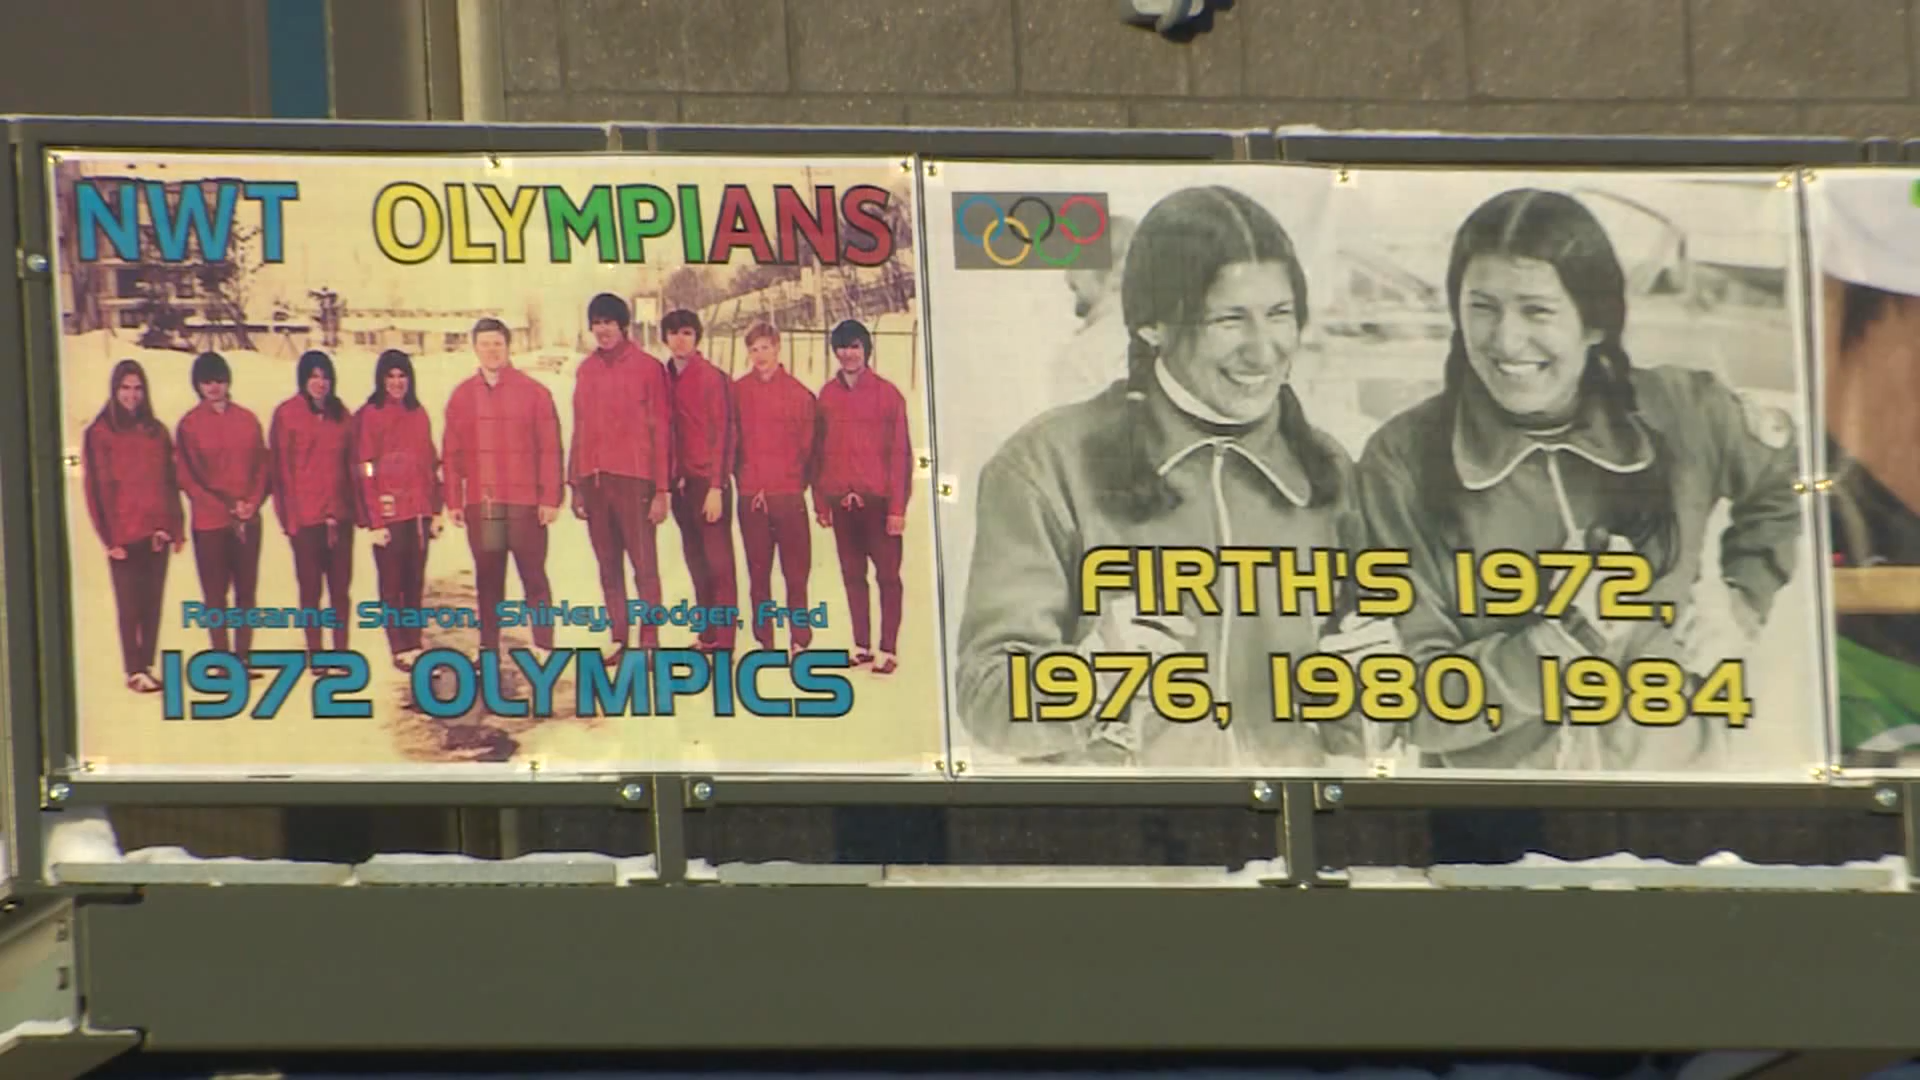 NWT OLYMPIANS
Roseanne, Sharon, Shirley, Rodger, Fred
1972 OLYMPICS
FIRTH'S 1972,
1976, 1980, 1984